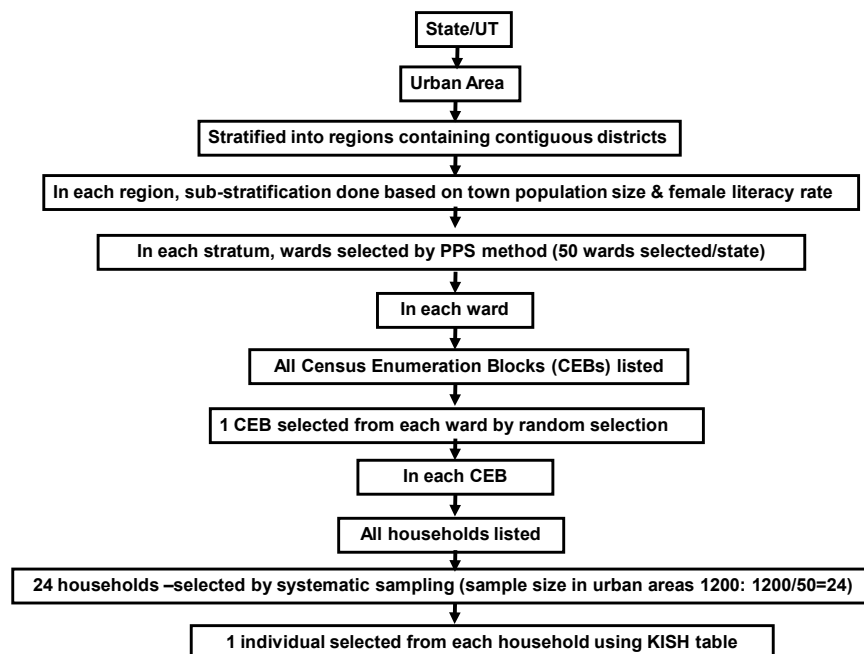 State/UT
Urban Area
Stratified into regions containing contiguous districts
In each region, sub-stratification done based on town population size & female literacy rate
In each stratum, wards selected by PPS method (50 wards selected/state)
In each ward
All Census Enumeration Blocks (CEBs) listed
1 CEB selected from each ward by random selection
In each CEB
All households listed
24 households –selected by systematic sampling (sample size in urban areas 1200: 1200/50=24)
1 individual selected from each household using KISH table